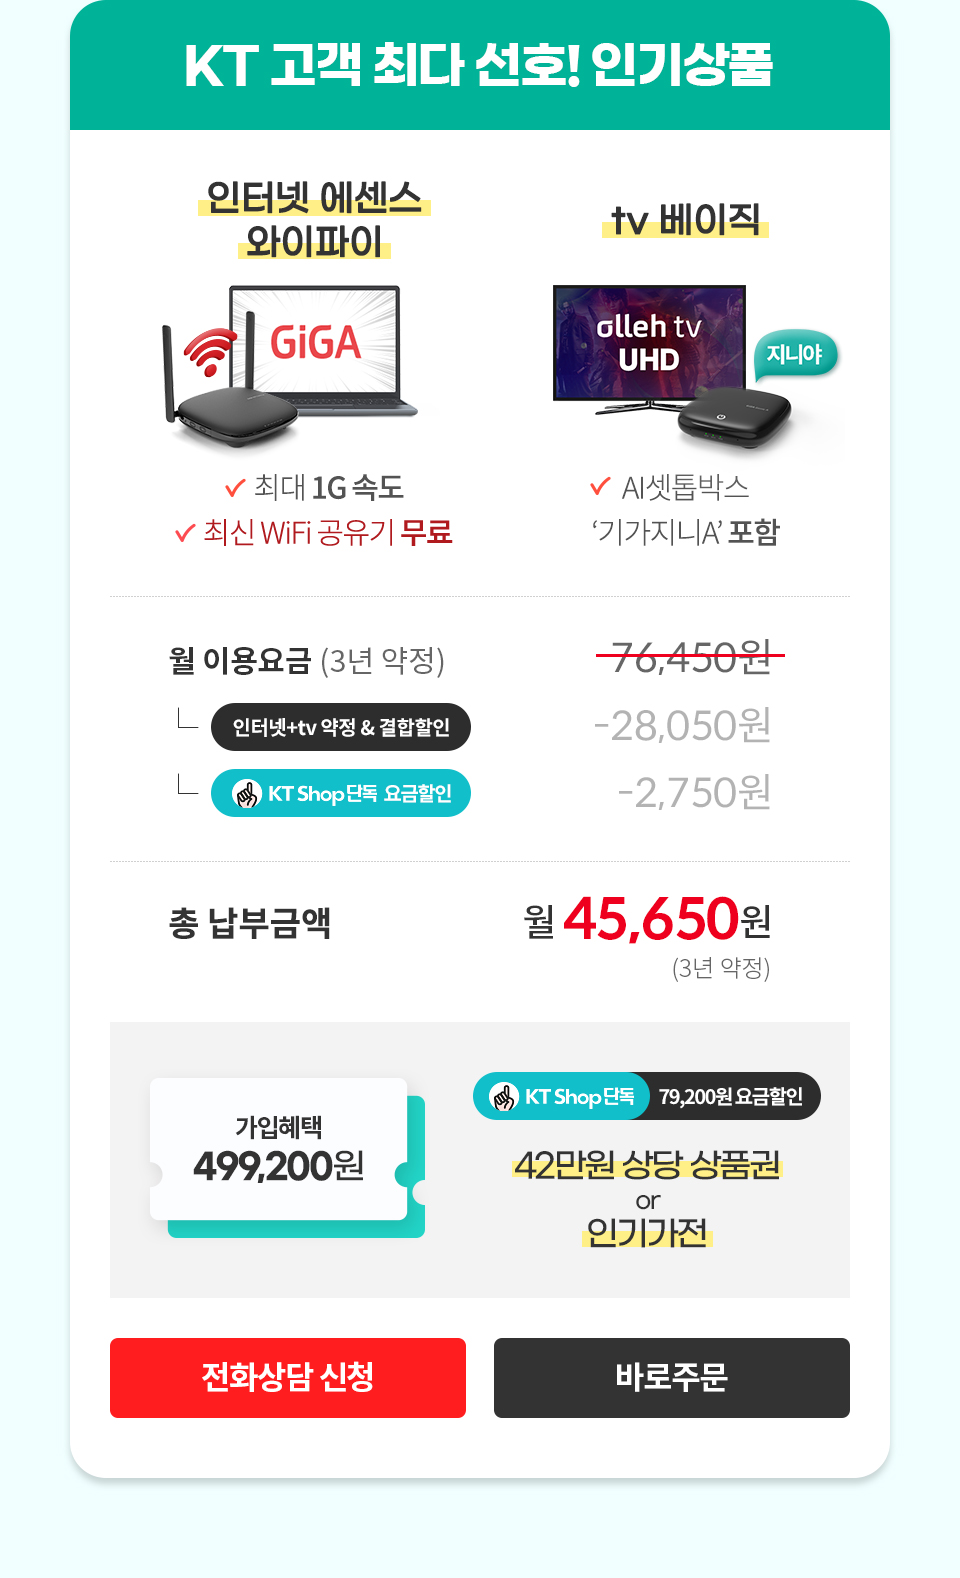 KT 고객 최다 선호! 인기상품
인터넷 에센스
와이파이
tv 베이직
GiGA
olleh tv
UHD
지니야
최대 1G 속도
최신 WiFi 공유기 무료
AI셋톱박스
‘기가지니A’ 포함
월 이용요금 (3년 약정)
76,450원
인터넷+tv 약정 & 결합할인
-28,050원
KT Shop단독 요금할인
-2,750원
총 납부금액
월 45,650원
(3년 약정)
가입혜택
499,200원
KT Shop단독 79,200원 요금할인
42만원 상당 상품권
or
인기가전
전화상담 신청
바로주문